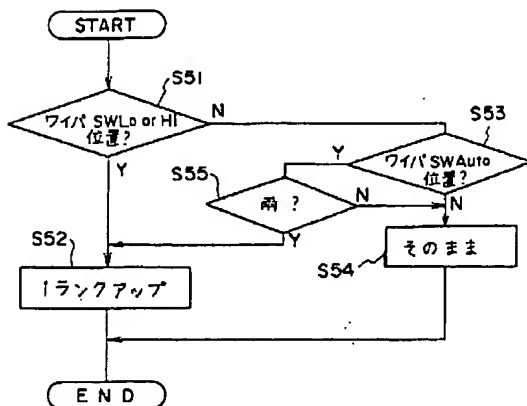 START
S51
ワイパ SWLo or HI
位置?
N
S53
Y
ワイパ SWAuto
位置?
S55
Y
雨?
N
N
Y
S52
1ランクアップ
そのまま
S54
END